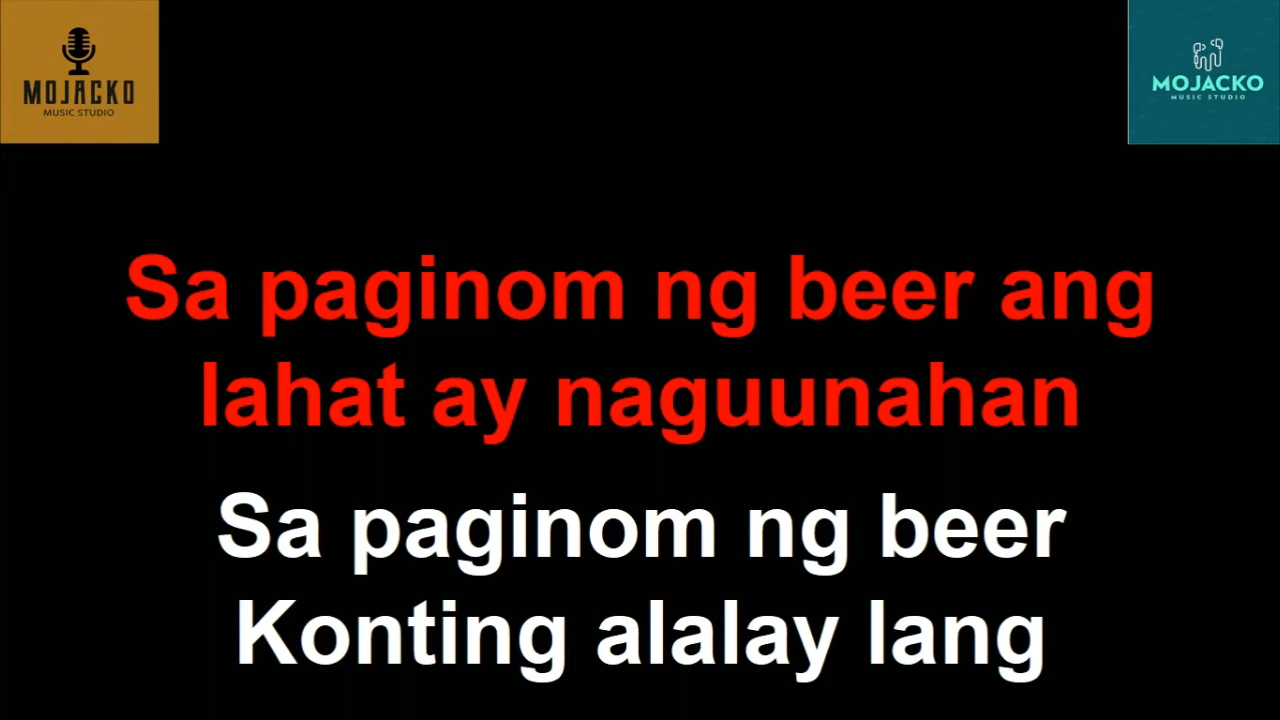 MOJACKO
MUSIC STUDIO
MOJACKO
MUSIC STUDIO
Sa paginom ng beer ang
lahat ay naguunahan
Sa paginom ng beer
Konting alalay lang